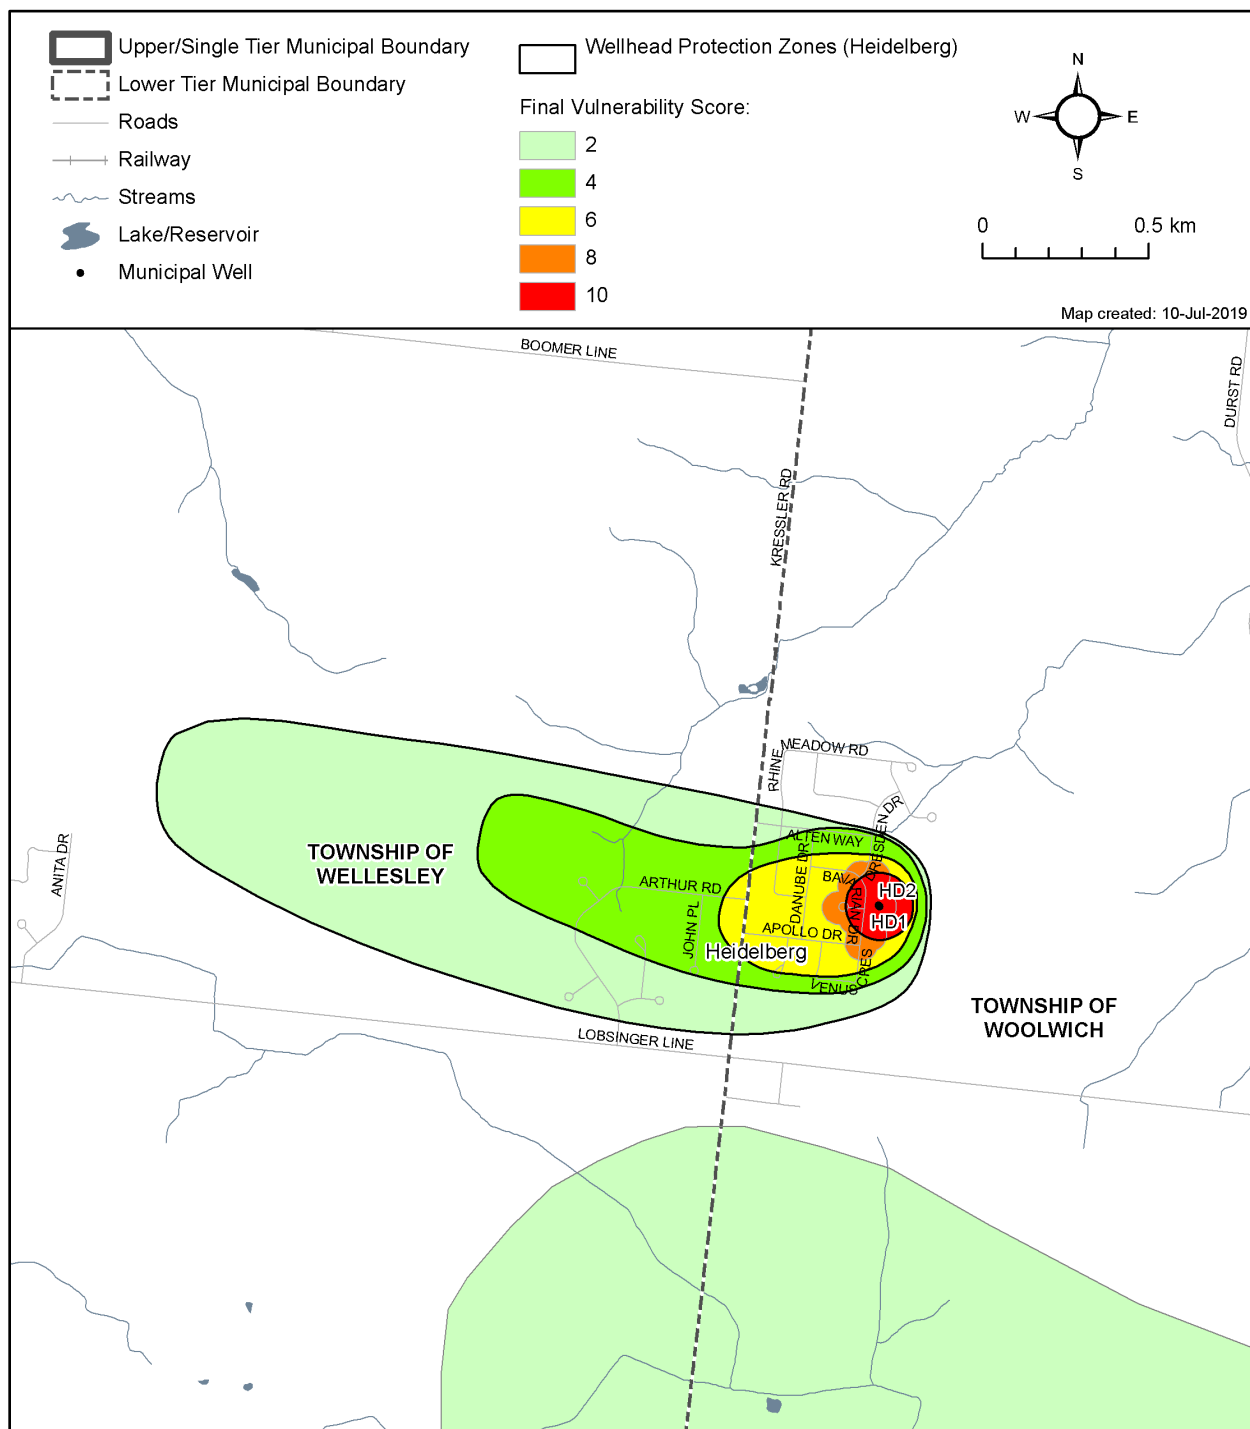 Upper/Single Tier Municipal Boundary
Lower Tier Municipal Boundary
Roads
Railway
Streams
Lake/Reservoir
Municipal Well
Wellhead Protection Zones (Heidelberg)
Final Vulnerability Score:
2
4
6
8
10
N
W E
S
0 0.5 km
Map created: 10-Jul-2019
BOOMER LINE
DURST RD
KRESSLER RD
MEADOW RD
RHINE
DRESDEN DR
ALTEN WAY
ANITA DR
TOWNSHIP OF
WELLESLEY
ARTHUR RD
JOHN PL
DANUBE DR
BAVARIAN DR
HD2
HD1
APOLLO DR
Heidelberg
VENUS CRES
TOWNSHIP OF
WOOLWICH
LOBSINGER LINE